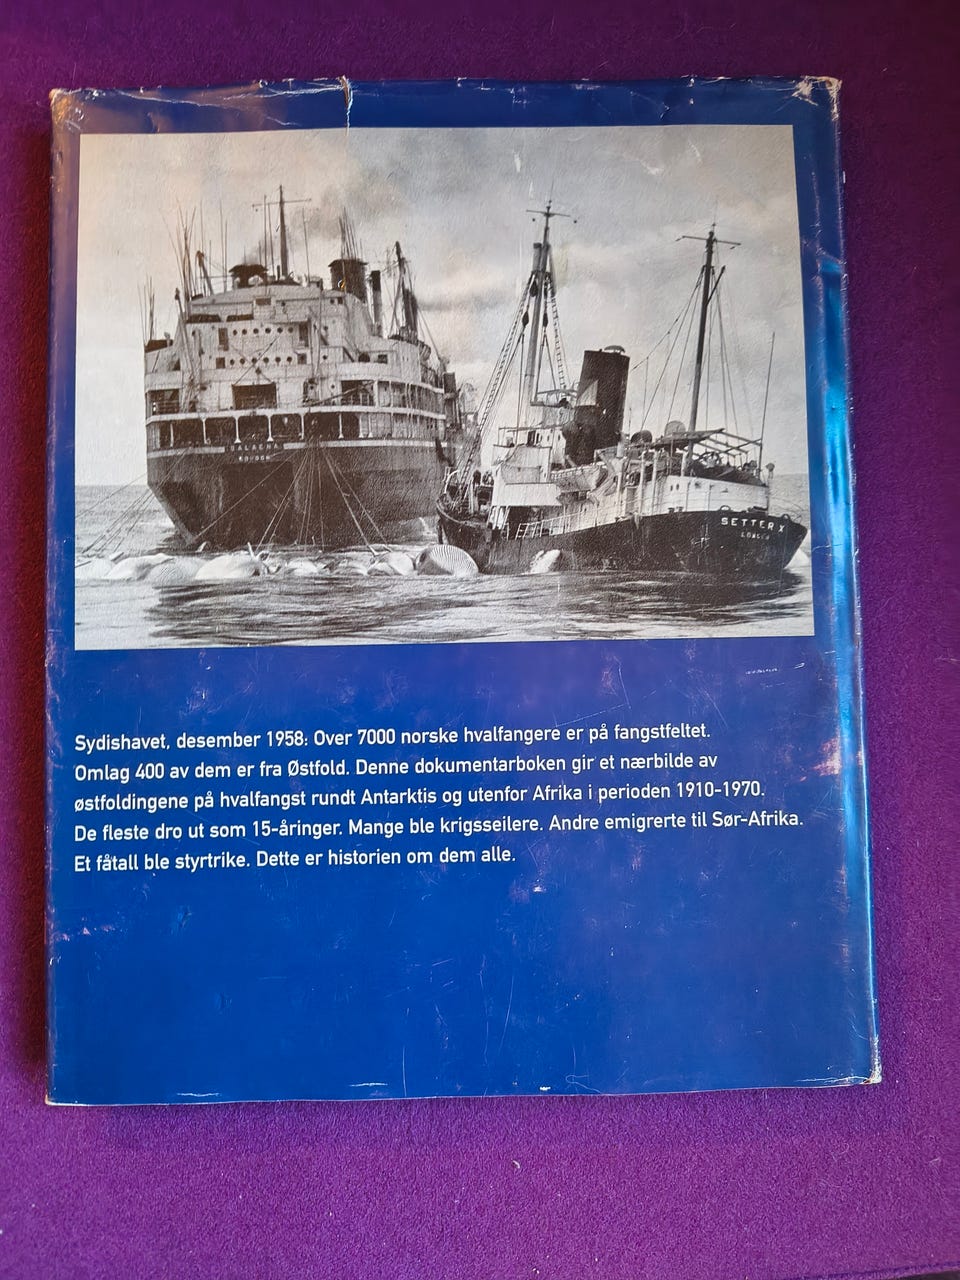 BALAENA
LONDON
SETTER X
LONDON
Sydishavet, desember 1958: Over 7000 norske hvalfangere er på fangstfeltet.
Omlag 400 av dem er fra Østfold. Denne dokumentarboken gir et nærbilde av
østfoldingene på hvalfangst rundt Antarktis og utenfor Afrika i perioden 1910-1970.
De fleste dro ut som 15-åringer. Mange ble krigsseilere. Andre emigrerte til Sør-Afrika.
Et fåtall ble styrtrike. Dette er historien om dem alle.